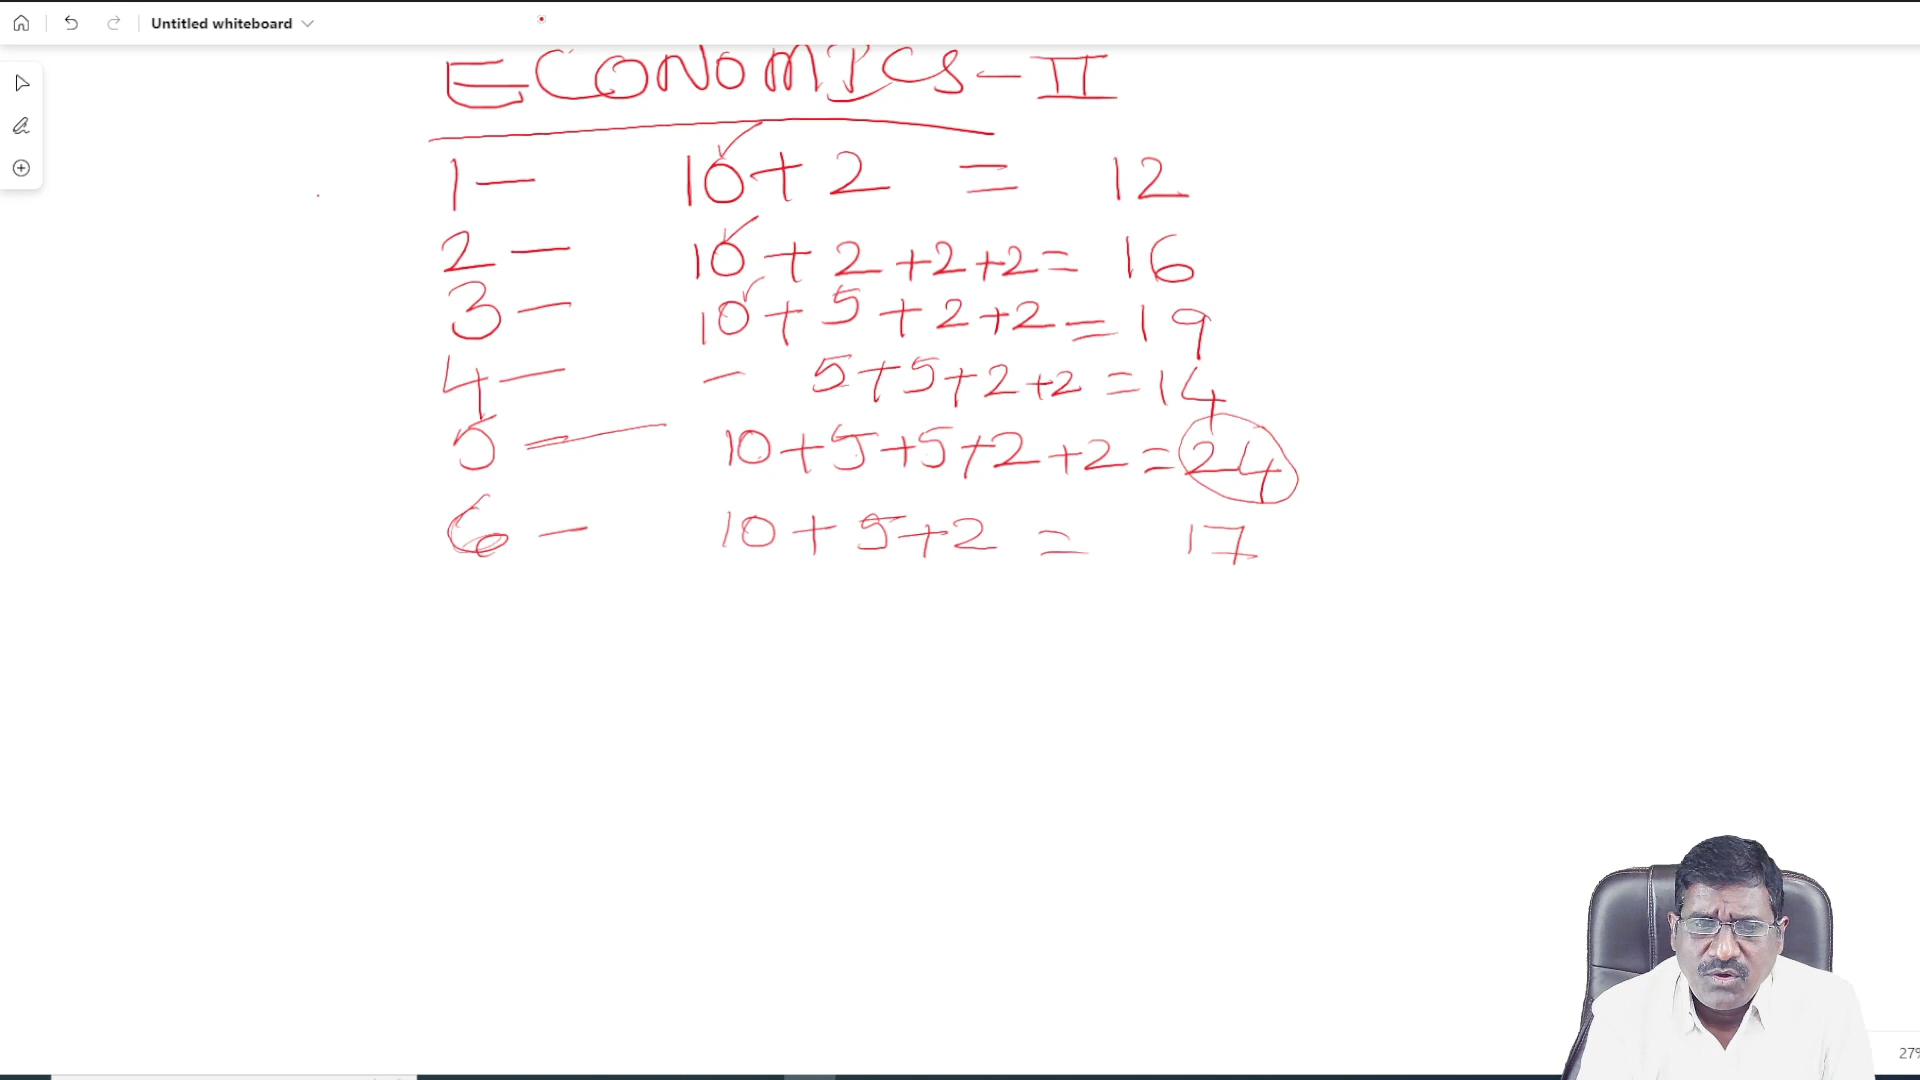 Untitled whiteboard
ECONOMICS-II
1 - 10+2 = 12
2 - 10+2+2+2= 16
3 - 10+5+2+2=19
4 - - 5+5+2+2=14
5 - 10+5+5+2+2=24
6 - 10+5+2 = 17
27%